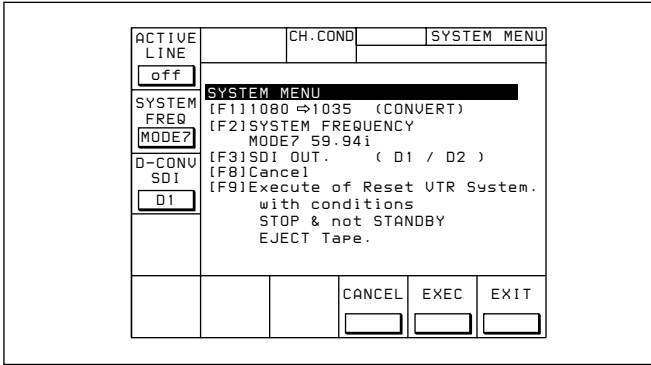 CH.COND SYSTEM MENU
ACTIVE
LINE
off
SYSTEM
FREQ
MODE7
D-CONV
SDI
D1
SYSTEM MENU
[F1]1080 ⇨1035 (CONVERT)
[F2]SYSTEM FREQUENCY
MODE7 59.94i
[F3]SDI OUT. ( D1 / D2 )
[F8]Cancel
[F9]Execute of Reset VTR System.
with conditions
STOP & not STANDBY
EJECT Tape.
CANCEL EXEC EXIT